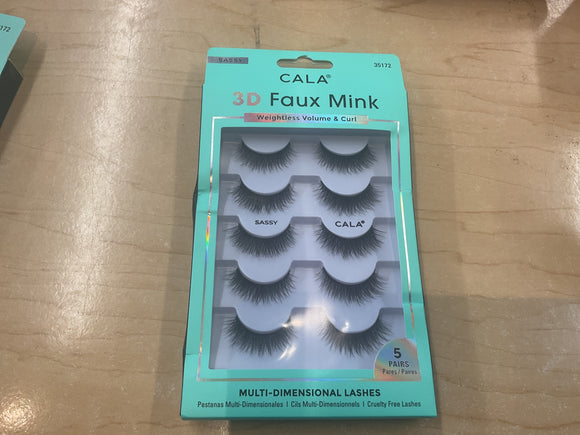 172
SASSY
35172
CALA®
3D Faux Mink
Weightless Volume & Curl
SASSY
CALA®
5
PAIRS
Pares / Paires
MULTI-DIMENSIONAL LASHES
Pestanas Multi-Dimensionales | Cils Multi-Dimensionnels | Cruelty Free Lashes